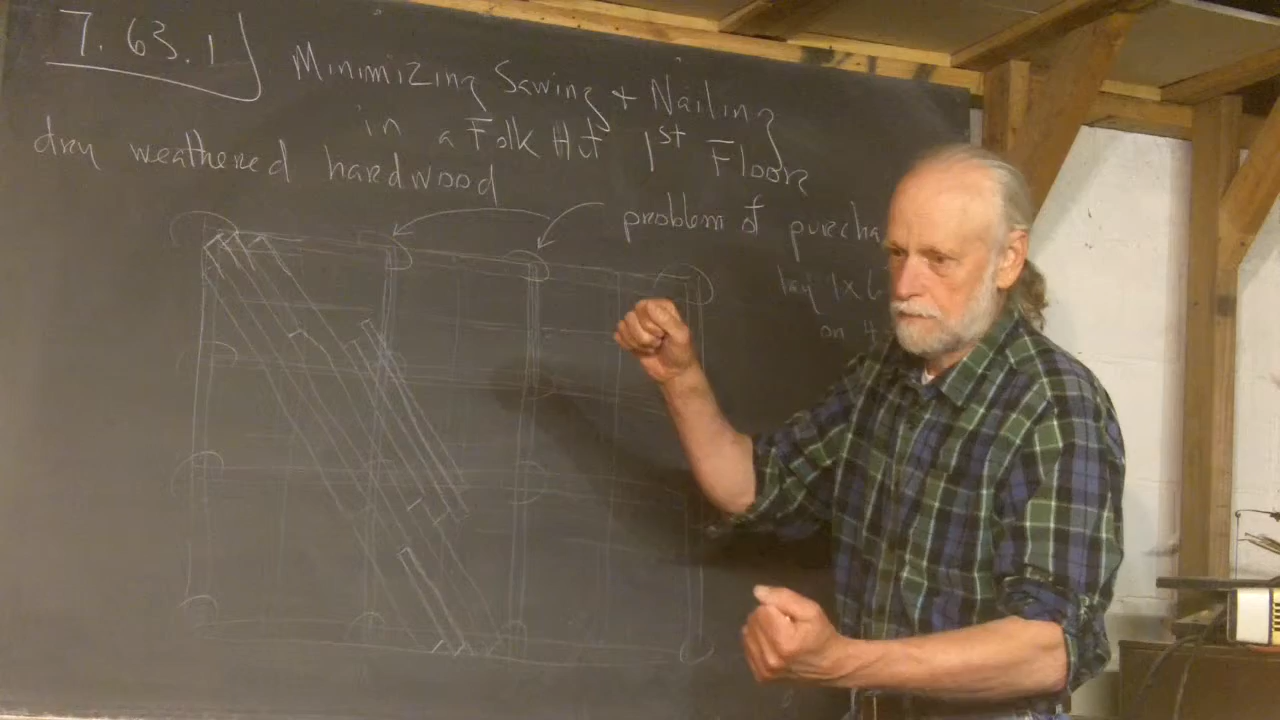 7.63.1 Minimizing Sawing + Nailing
in a Folk Hut 1st Floor
dry weathered hardwood
problem of purcha
lay 1x6
on 4